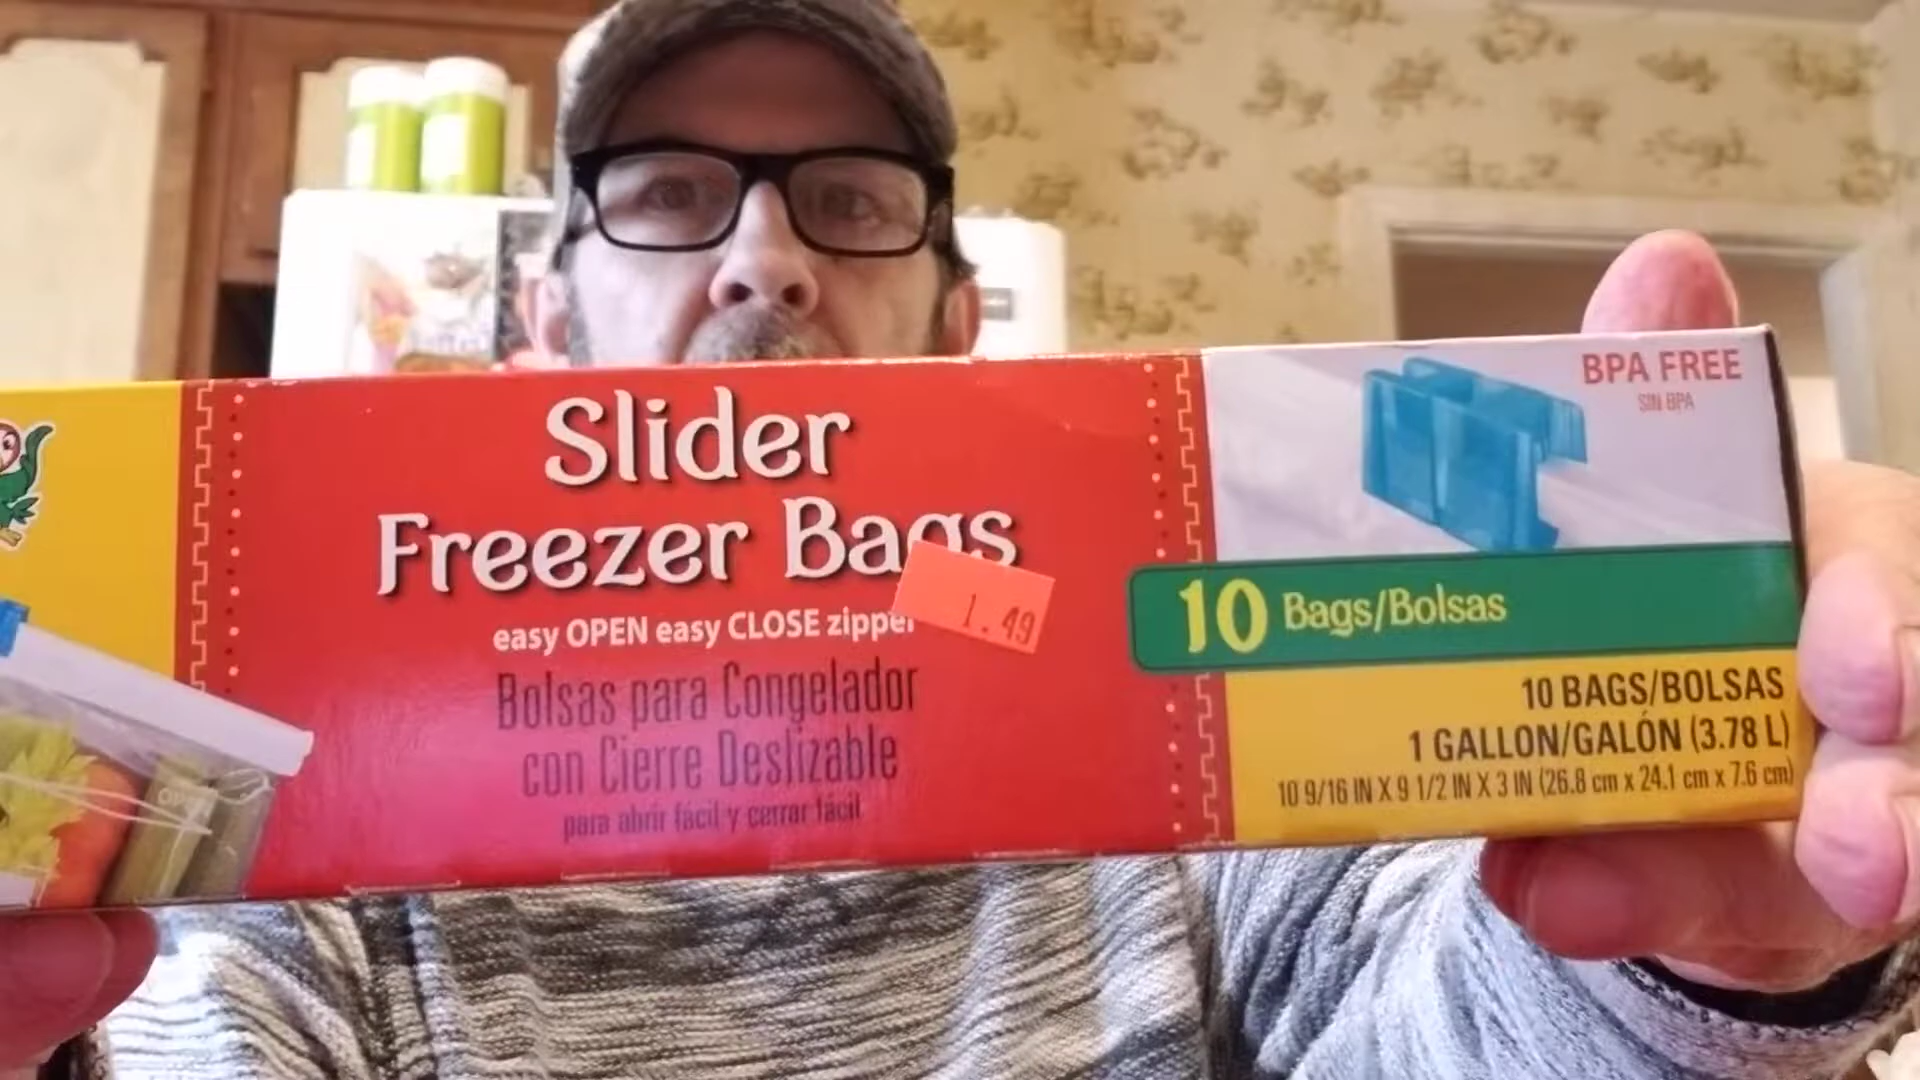 Slider
Freezer Bags
easy OPEN easy CLOSE zipper
1.49
Bolsas para Congelador
con Cierre Deslizable
para abrir fácil y cerrar fácil
BPA FREE
SIN BPA
10 Bags/Bolsas
10 BAGS/BOLSAS
1 GALLON/GALÓN (3.78 L)
10 9/16 IN X 9 1/2 IN X 3 IN (26.8 cm x 24.1 cm x 7.6 cm)